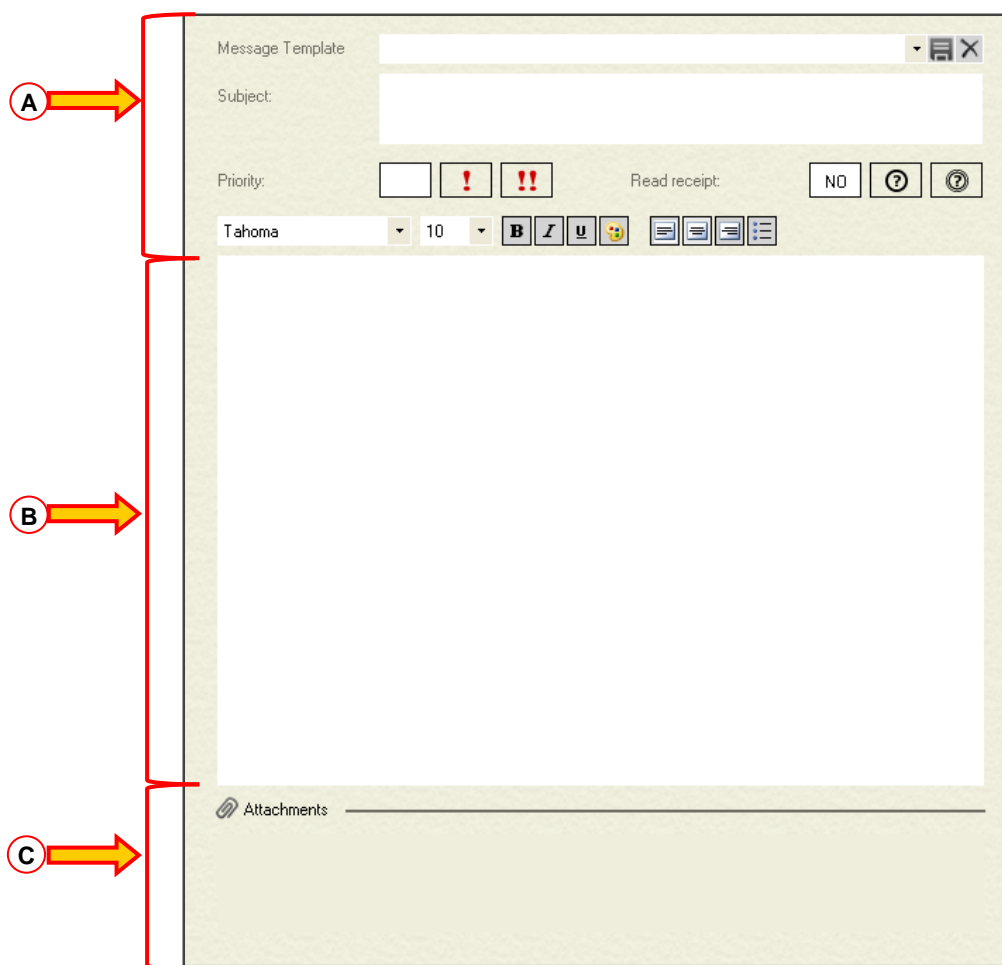 Message Template
A
Subject:
Priority: ! !! Read receipt: NO ? ?
Tahoma 10 B I U
B
Attachments
C